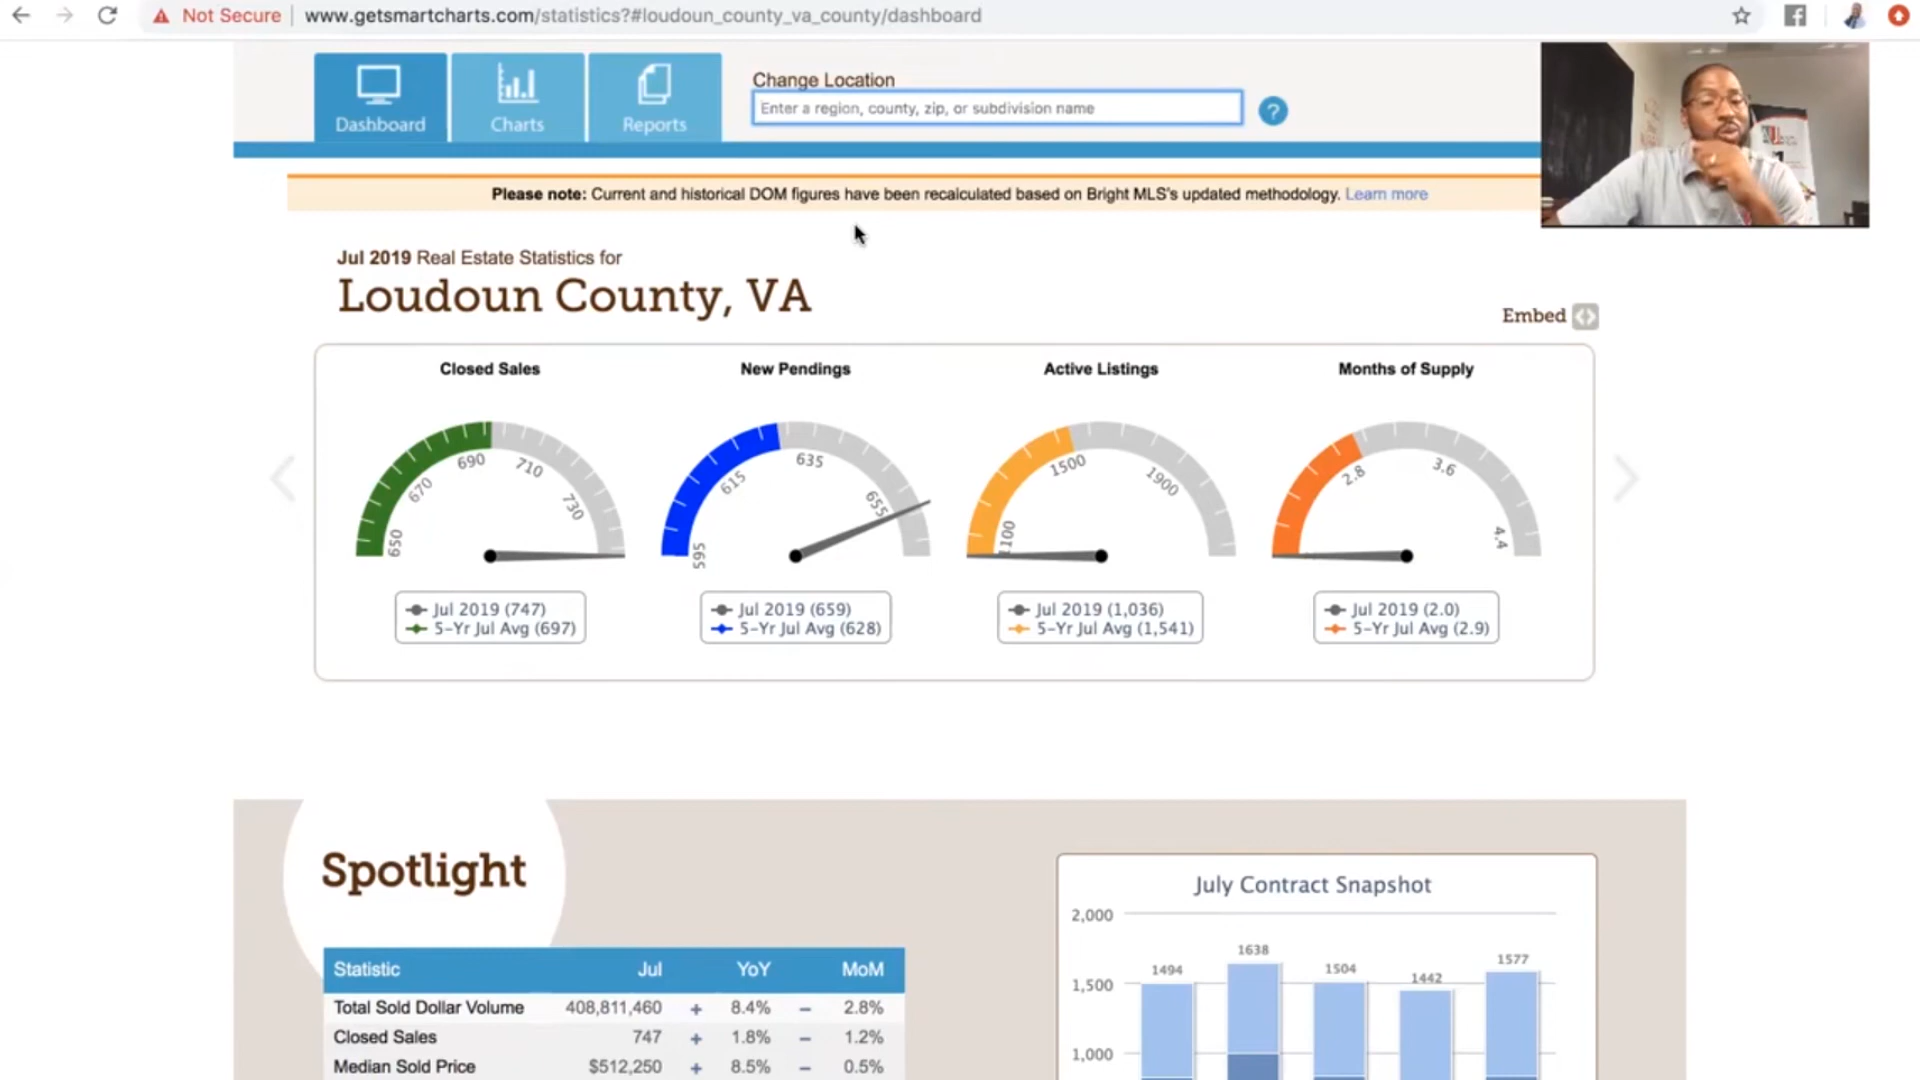 Not Secure
www.getsmartcharts.com/statistics?#loudoun_county_va_county/dashboard
Dashboard
Charts
Reports
Change Location
Enter a region, county, zip, or subdivision name
?
Please note: Current and historical DOM figures have been recalculated based on Bright MLS's updated methodology. Learn more
Jul 2019 Real Estate Statistics for
Loudoun County, VA
Embed
Closed Sales
650
670
690
710
730
Jul 2019 (747)
5-Yr Jul Avg (697)
New Pendings
595
615
635
655
Jul 2019 (659)
5-Yr Jul Avg (628)
Active Listings
1100
1500
1900
Jul 2019 (1,036)
5-Yr Jul Avg (1,541)
Months of Supply
2.8
3.6
4.4
Jul 2019 (2.0)
5-Yr Jul Avg (2.9)
Spotlight
Statistic Jul YoY MoM
Total Sold Dollar Volume 408,811,460 + 8.4% – 2.8%
Closed Sales 747 + 1.8% – 1.2%
Median Sold Price $512,250 + 8.5% – 0.5%
July Contract Snapshot
2,000
1,500
1,000
1494
1638
1504
1442
1577